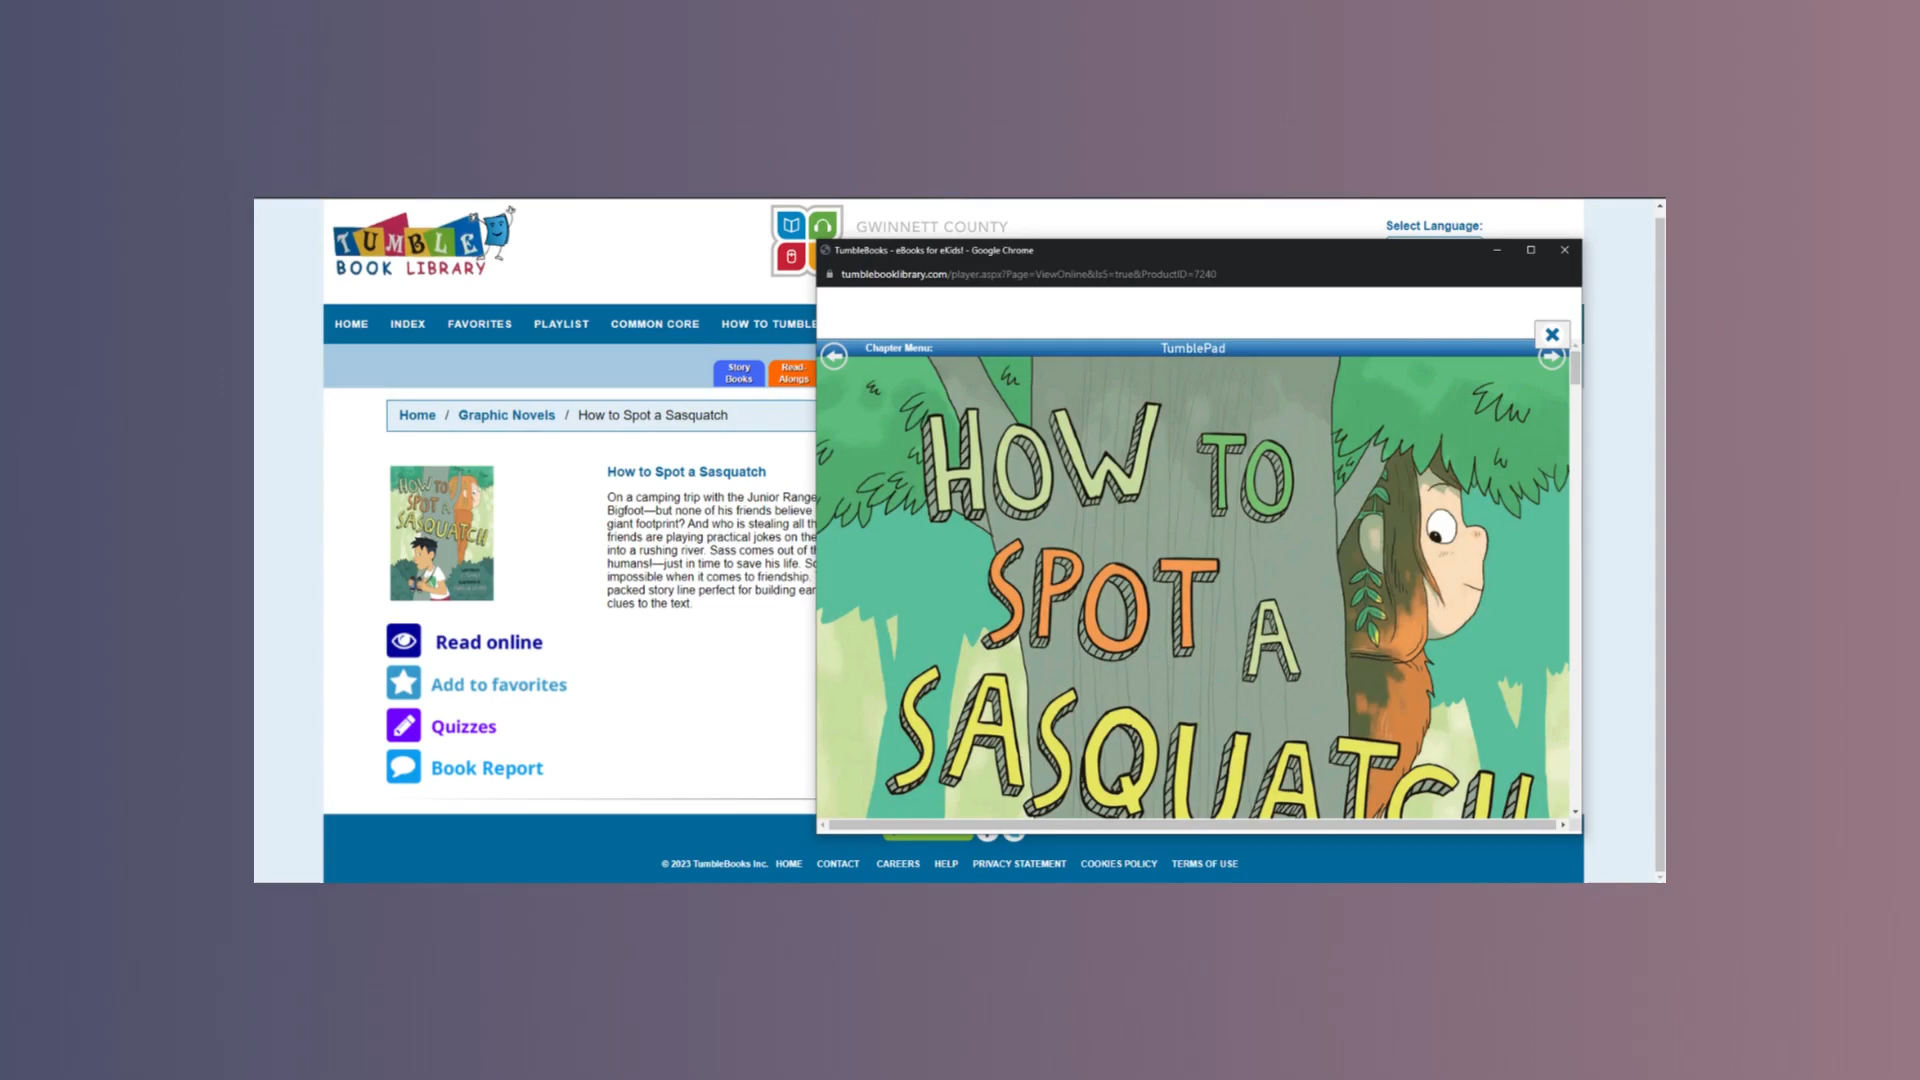 TUMBLE
BOOK LIBRARY
GWINNETT COUNTY
Select Language:
HOME INDEX FAVORITES PLAYLIST COMMON CORE HOW TO TUMBLE
Story
Books
Read-
Alongs
Home / Graphic Novels / How to Spot a Sasquatch
HOW TO
SPOT A
SASQUATCH
How to Spot a Sasquatch
On a camping trip with the Junior Range
Bigfoot—but none of his friends believe
giant footprint? And who is stealing all th
friends are playing practical jokes on the
into a rushing river. Sass comes out of th
humans!—just in time to save his life. So
impossible when it comes to friendship.
packed story line perfect for building ear
clues to the text.
Read online
Add to favorites
Quizzes
Book Report
TumbleBooks - eBooks for eKids! - Google Chrome
tumblebooklibrary.com/player.aspx?Page=ViewOnline&IsS=true&ProductID=7240
Chapter Menu:
TumblePad
HOW TO
SPOT A
SASQUATCH
© 2023 TumbleBooks Inc. HOME CONTACT CAREERS HELP PRIVACY STATEMENT COOKIES POLICY TERMS OF USE